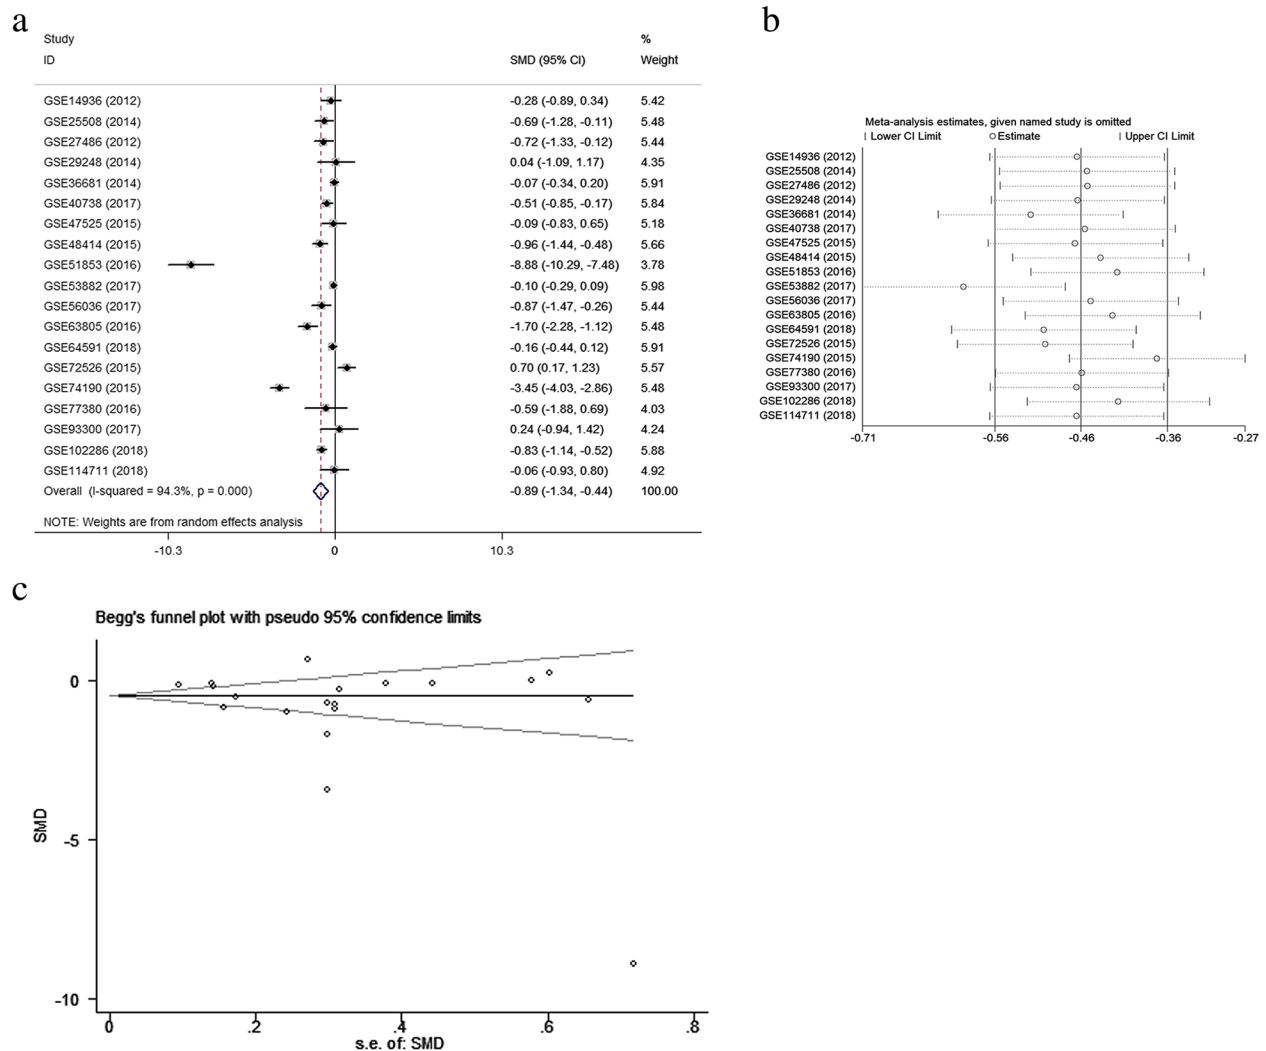 a
Study %
ID SMD (95% CI) Weight
GSE14936 (2012) -0.28 (-0.89, 0.34) 5.42
GSE25508 (2014) -0.69 (-1.28, -0.11) 5.48
GSE27486 (2012) -0.72 (-1.33, -0.12) 5.44
GSE29248 (2014) 0.04 (-1.09, 1.17) 4.35
GSE36681 (2014) -0.07 (-0.34, 0.20) 5.91
GSE40738 (2017) -0.51 (-0.85, -0.17) 5.84
GSE47525 (2015) -0.09 (-0.83, 0.65) 5.18
GSE48414 (2015) -0.96 (-1.44, -0.48) 5.66
GSE51853 (2016) -8.88 (-10.29, -7.48) 3.78
GSE53882 (2017) -0.10 (-0.29, 0.09) 5.98
GSE56036 (2017) -0.87 (-1.47, -0.26) 5.44
GSE63805 (2016) -1.70 (-2.28, -1.12) 5.48
GSE64591 (2018) -0.16 (-0.44, 0.12) 5.91
GSE72526 (2015) 0.70 (0.17, 1.23) 5.57
GSE74190 (2015) -3.45 (-4.03, -2.86) 5.48
GSE77380 (2016) -0.59 (-1.88, 0.69) 4.03
GSE93300 (2017) 0.24 (-0.94, 1.42) 4.24
GSE102286 (2018) -0.83 (-1.14, -0.52) 5.88
GSE114711 (2018) -0.06 (-0.93, 0.80) 4.92
Overall (I-squared = 94.3%, p = 0.000) -0.89 (-1.34, -0.44) 100.00
NOTE: Weights are from random effects analysis
-10.3 0 10.3
b
Meta-analysis estimates, given named study is omitted
Lower CI Limit Estimate Upper CI Limit
GSE14936 (2012)
GSE25508 (2014)
GSE27486 (2012)
GSE29248 (2014)
GSE36681 (2014)
GSE40738 (2017)
GSE47525 (2015)
GSE48414 (2015)
GSE51853 (2016)
GSE53882 (2017)
GSE56036 (2017)
GSE63805 (2016)
GSE64591 (2018)
GSE72526 (2015)
GSE74190 (2015)
GSE77380 (2016)
GSE93300 (2017)
GSE102286 (2018)
GSE114711 (2018)
-0.71 -0.56 -0.46 -0.36 -0.27
c
Begg's funnel plot with pseudo 95% confidence limits
SMD
0
-5
-10
0 .2 .4 .6 .8
s.e. of: SMD